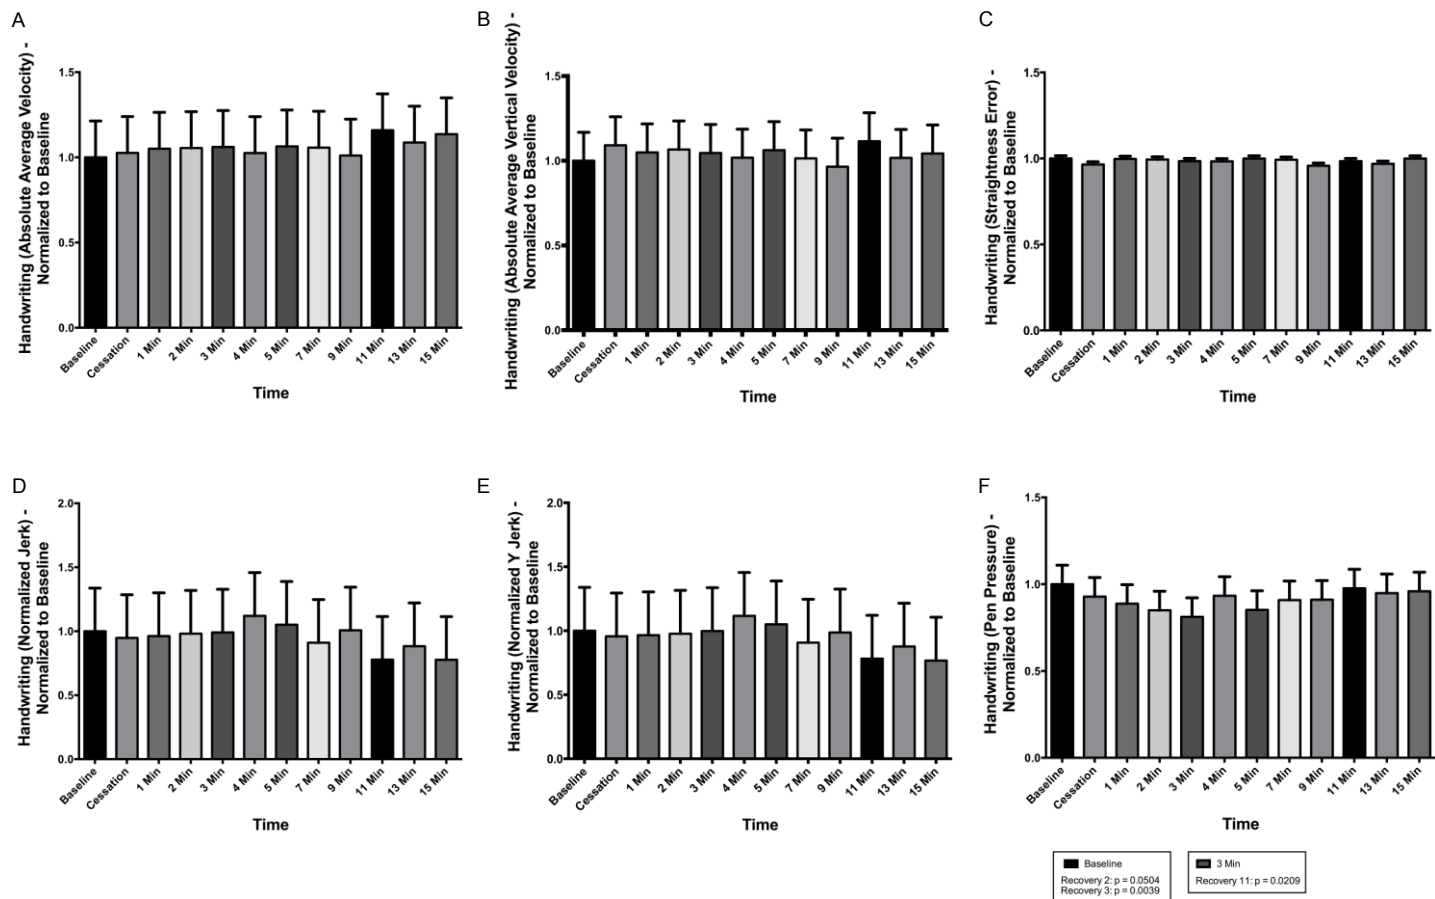 A
Handwriting (Absolute Average Velocity) -
Normalized to Baseline
1.5
1.0
0.5
0.0
Baseline
Cessation
1 Min
2 Min
3 Min
4 Min
5 Min
7 Min
9 Min
11 Min
13 Min
15 Min
Time
B
Handwriting (Absolute Average Vertical Velocity) -
Normalized to Baseline
1.5
1.0
0.5
0.0
Baseline
Cessation
1 Min
2 Min
3 Min
4 Min
5 Min
7 Min
9 Min
11 Min
13 Min
15 Min
Time
C
Handwriting (Straightness Error) -
Normalized to Baseline
1.5
1.0
0.5
0.0
Baseline
Cessation
1 Min
2 Min
3 Min
4 Min
5 Min
7 Min
9 Min
11 Min
13 Min
15 Min
Time
D
Handwriting (Normalized Jerk) -
Normalized to Baseline
2.0
1.5
1.0
0.5
0.0
Baseline
Cessation
1 Min
2 Min
3 Min
4 Min
5 Min
7 Min
9 Min
11 Min
13 Min
15 Min
Time
E
Handwriting (Normalized Y Jerk) -
Normalized to Baseline
2.0
1.5
1.0
0.5
0.0
Baseline
Cessation
1 Min
2 Min
3 Min
4 Min
5 Min
7 Min
9 Min
11 Min
13 Min
15 Min
Time
F
Handwriting (Pen Pressure) -
Normalized to Baseline
1.5
1.0
0.5
0.0
Baseline
Cessation
1 Min
2 Min
3 Min
4 Min
5 Min
7 Min
9 Min
11 Min
13 Min
15 Min
Time
Baseline
Recovery 2: p = 0.0504
Recovery 3: p = 0.0039
3 Min
Recovery 11: p = 0.0209